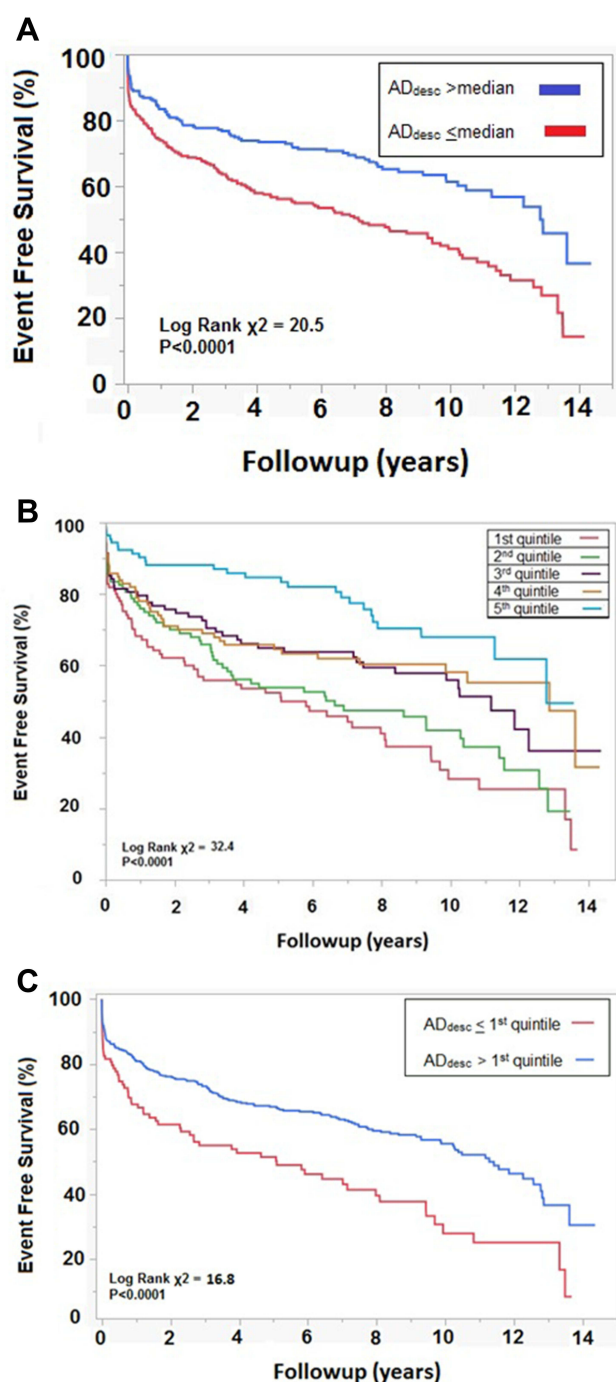 A
Event Free Survival (%)
100
80
60
40
20
0
ADdesc >median
ADdesc ≤median
Log Rank χ2 = 20.5
P<0.0001
0 2 4 6 8 10 12 14
Followup (years)
B
Event Free Survival (%)
100
80
60
40
20
0
1st quintile
2nd quintile
3rd quintile
4th quintile
5th quintile
Log Rank χ2 = 32.4
P<0.0001
0 2 4 6 8 10 12 14
Followup (years)
C
Event Free Survival (%)
100
80
60
40
20
0
ADdesc ≤ 1st quintile
ADdesc > 1st quintile
Log Rank χ2 = 16.8
P<0.0001
0 2 4 6 8 10 12 14
Followup (years)